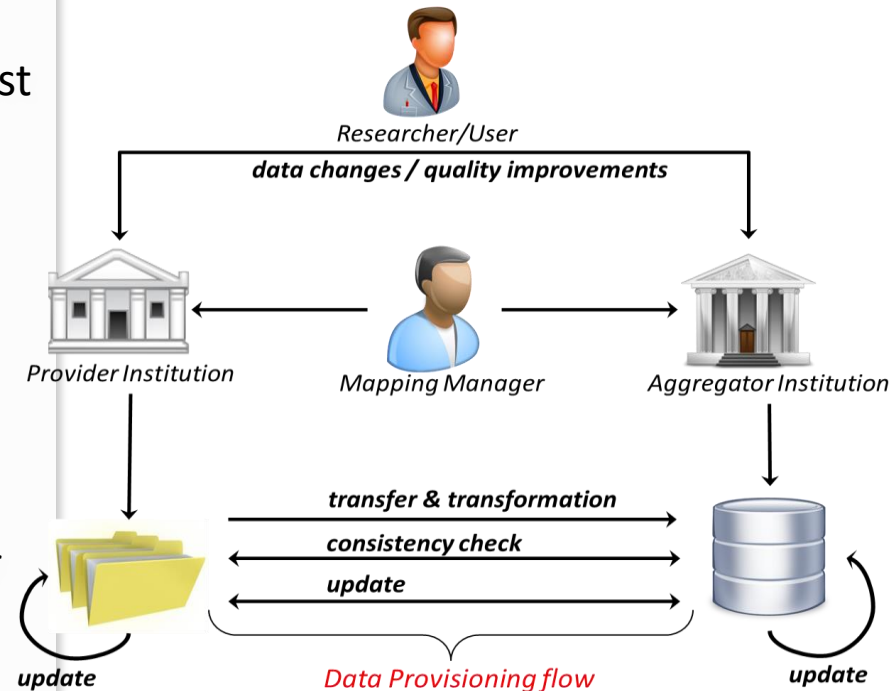 st
Researcher/User
data changes / quality improvements
Provider Institution
Mapping Manager
Aggregator Institution
transfer & transformation
consistency check
update
update
update
Data Provisioning flow